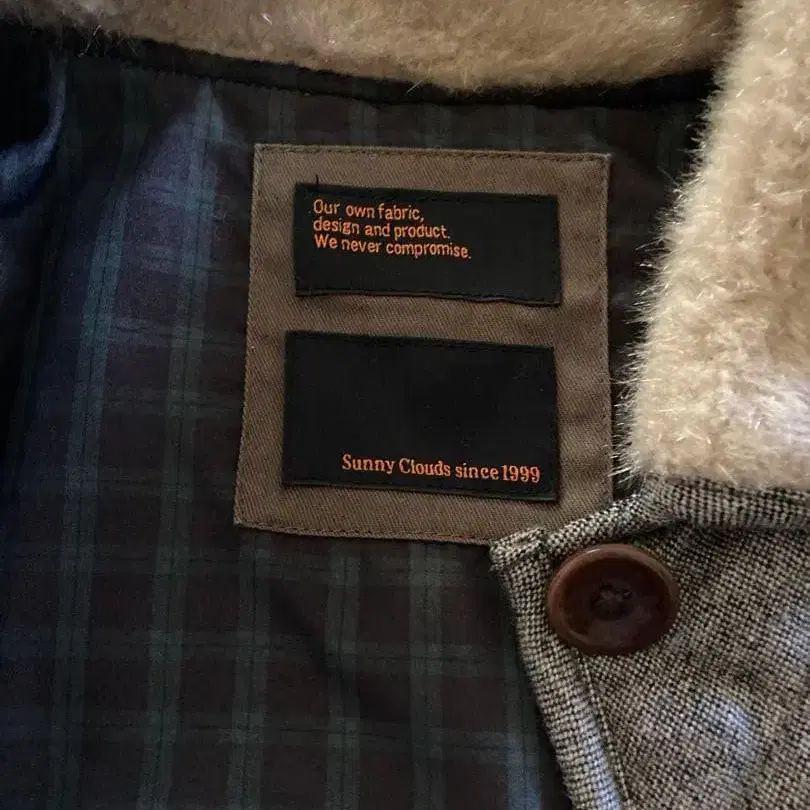 Our own fabric,
design and product.
We never compromise.
Sunny Clouds since 1999